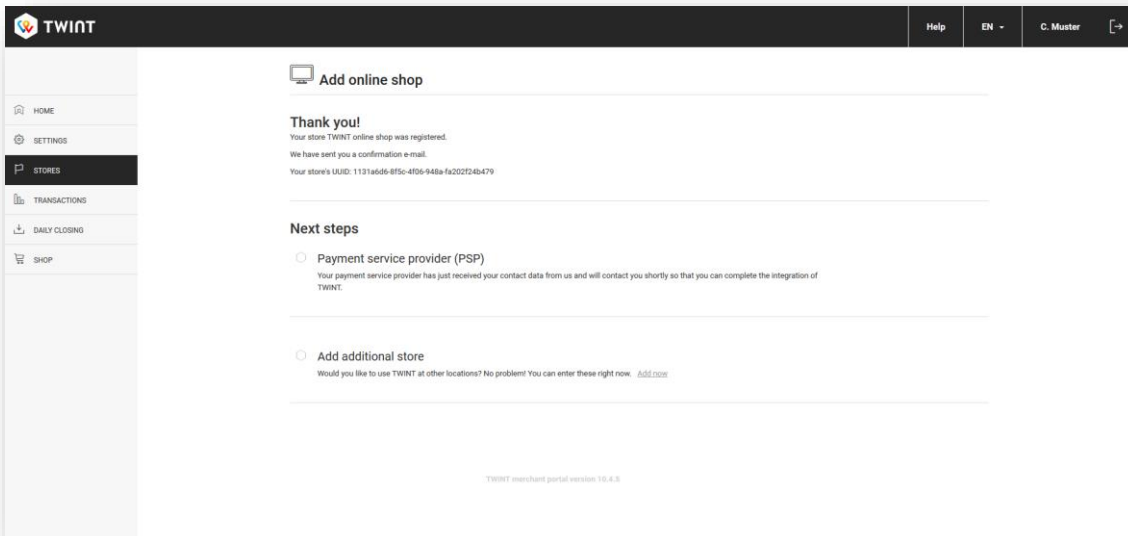 TWINT
Help
EN
C. Muster
HOME
SETTINGS
STORES
TRANSACTIONS
DAILY CLOSING
SHOP
Add online shop
Thank you!
Your store TWINT online shop was registered.
We have sent you a confirmation e-mail.
Your store's UUID: 1131a6d6-8f5c-4f06-948a-fa202f24b479
Next steps
Payment service provider (PSP)
Your payment service provider has just received your contact data from us and will contact you shortly so that you can complete the integration of
TWINT.
Add additional store
Would you like to use TWINT at other locations? No problem! You can enter these right now. Add now
TWINT merchant portal version 10.4.5